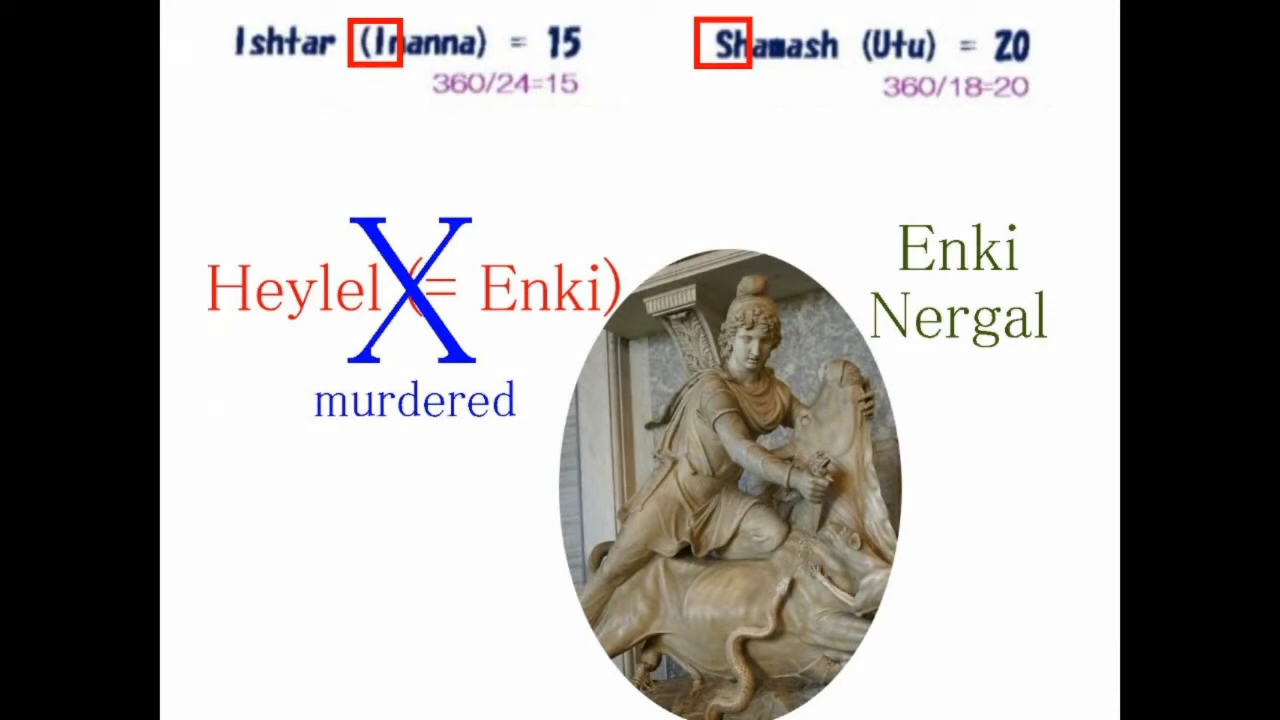 Ishtar (Inanna) = 15
360/24=15
Shamash (Utu) = 20
360/18=20
Heylel (= Enki)
X
murdered
Enki
Nergal